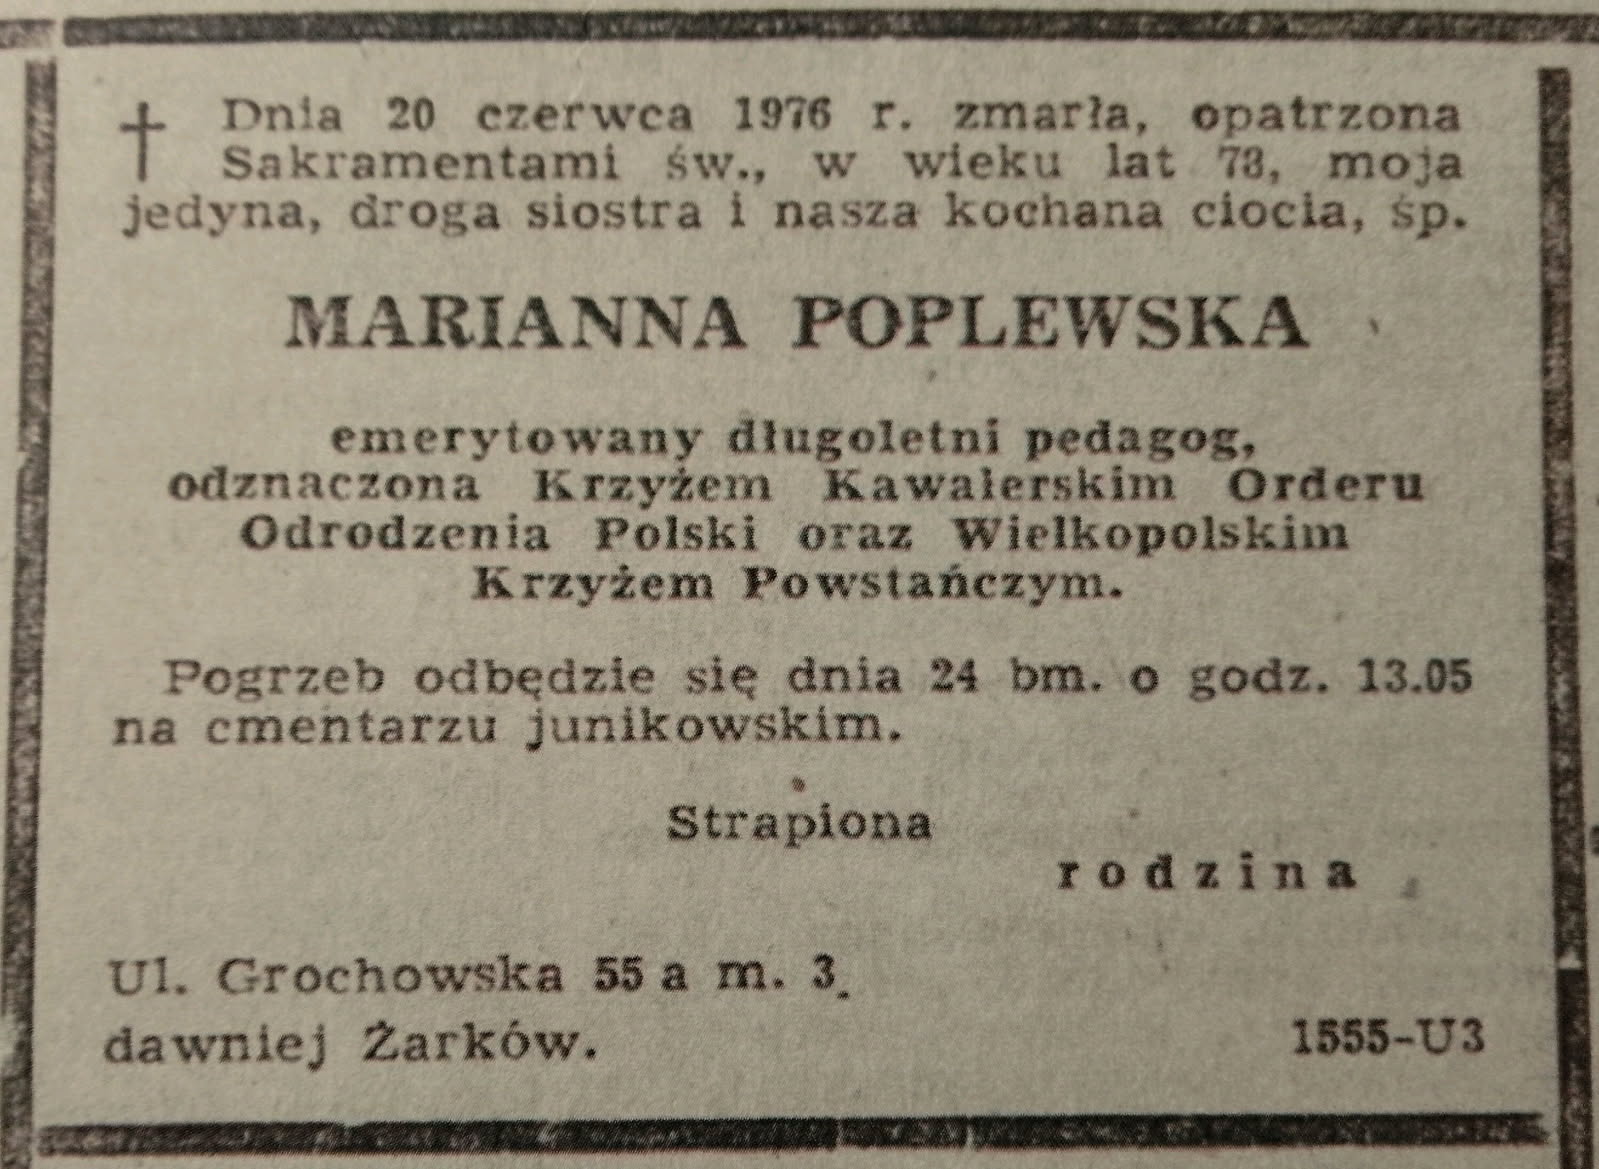 † Dnia 20 czerwca 1976 r. zmarła, opatrzona
Sakramentami św., w wieku lat 73, moja
jedyna, droga siostra i nasza kochana ciocia, śp.
MARIANNA POPLEWSKA
emerytowany długoletni pedagog,
odznaczona Krzyżem Kawalerskim Orderu
Odrodzenia Polski oraz Wielkopolskim
Krzyżem Powstańczym.
Pogrzeb odbędzie się dnia 24 bm. o godz. 13.05
na cmentarzu junikowskim.
Strapiona
rodzina
Ul. Grochowska 55 a m. 3.
dawniej Żarków.
1555-U3